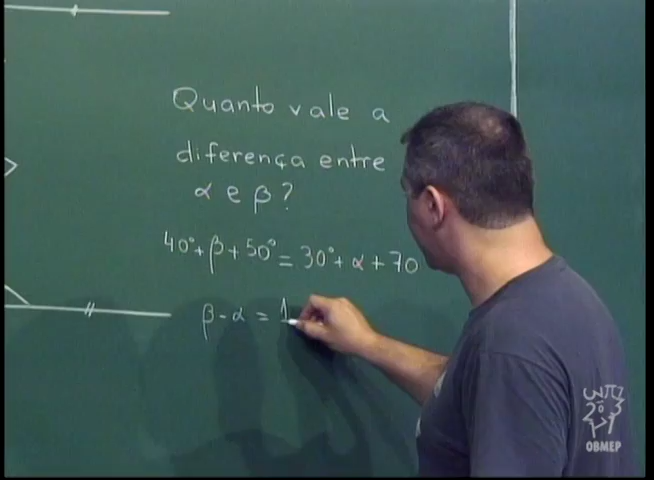 Quanto vale a
diferença entre
α e β?
40°+β+50°=30°+α+70
β-α=1
OBMEP